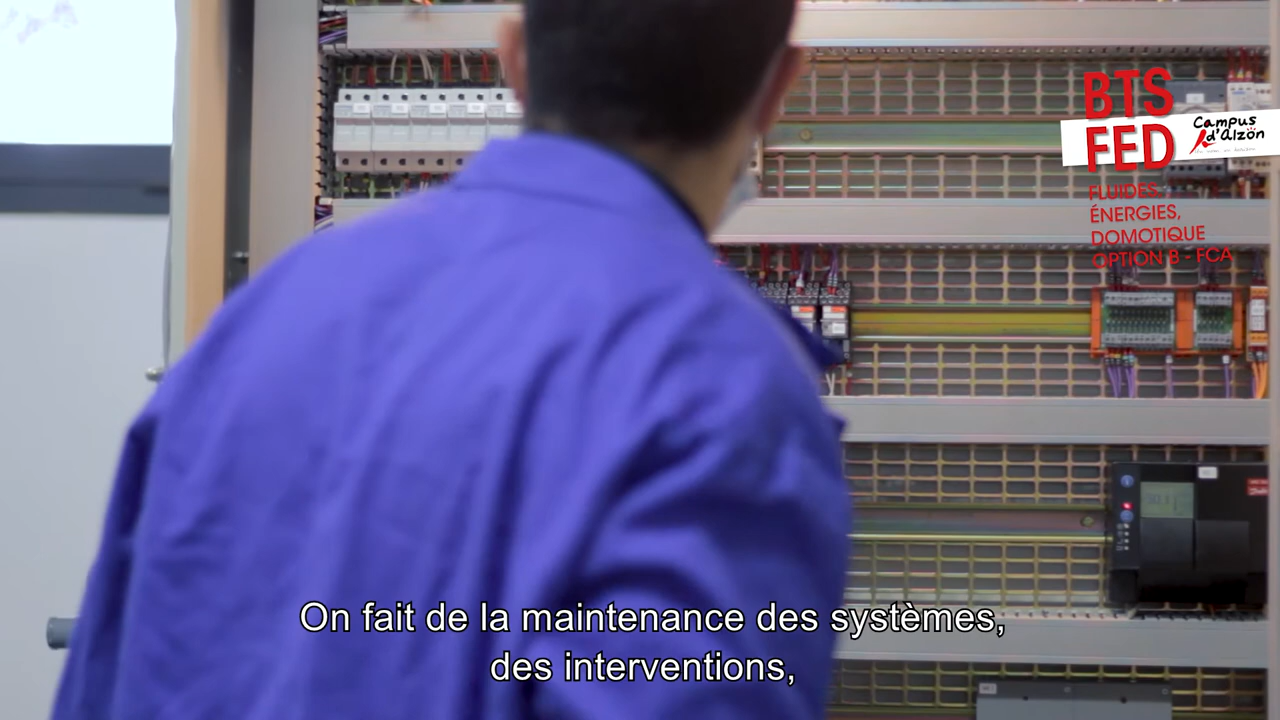 BTS
FED
Campus
d'alzon
FLUIDES,
ÉNERGIES,
DOMOTIQUE
OPTION B - FCA
On fait de la maintenance des systèmes,
des interventions,